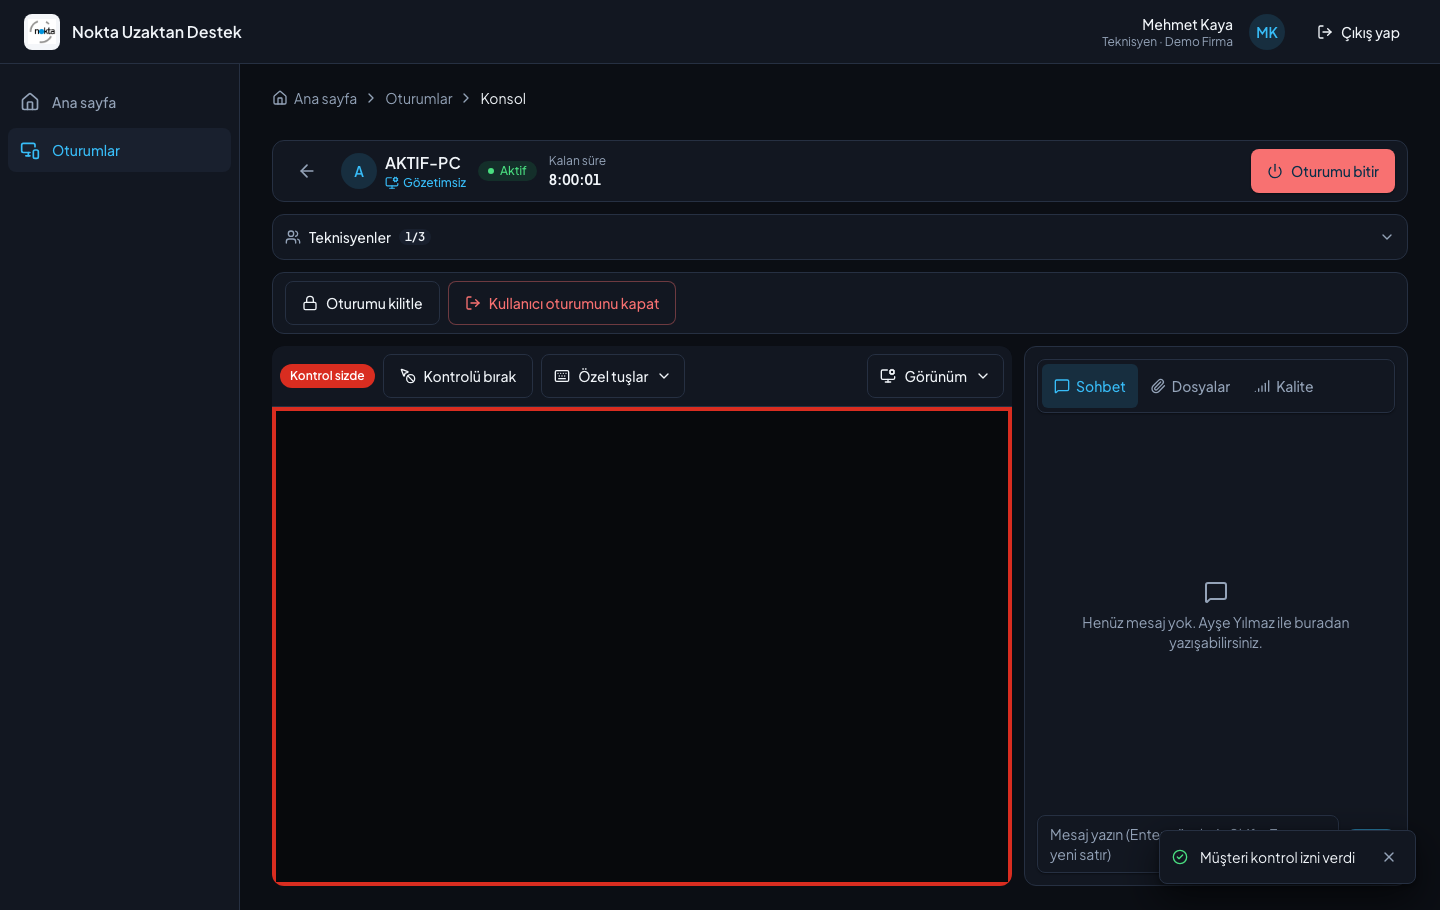 nokta
Nokta Uzaktan Destek
Mehmet Kaya
Teknisyen · Demo Firma
MK
Çıkış yap
Ana sayfa
Oturumlar
Ana sayfa
Oturumlar
Konsol
A
AKTIF-PC
Gözetimsiz
Aktif
Kalan süre
8:00:01
Oturumu bitir
Teknisyenler
1/3
Oturumu kilitle
Kullanıcı oturumunu kapat
Kontrol sizde
Kontrolü bırak
Özel tuşlar
Görünüm
Sohbet
Dosyalar
Kalite
Henüz mesaj yok. Ayşe Yılmaz ile buradan
yazışabilirsiniz.
Mesaj yazın (Ente
yeni satır)
Müşteri kontrol izni verdi